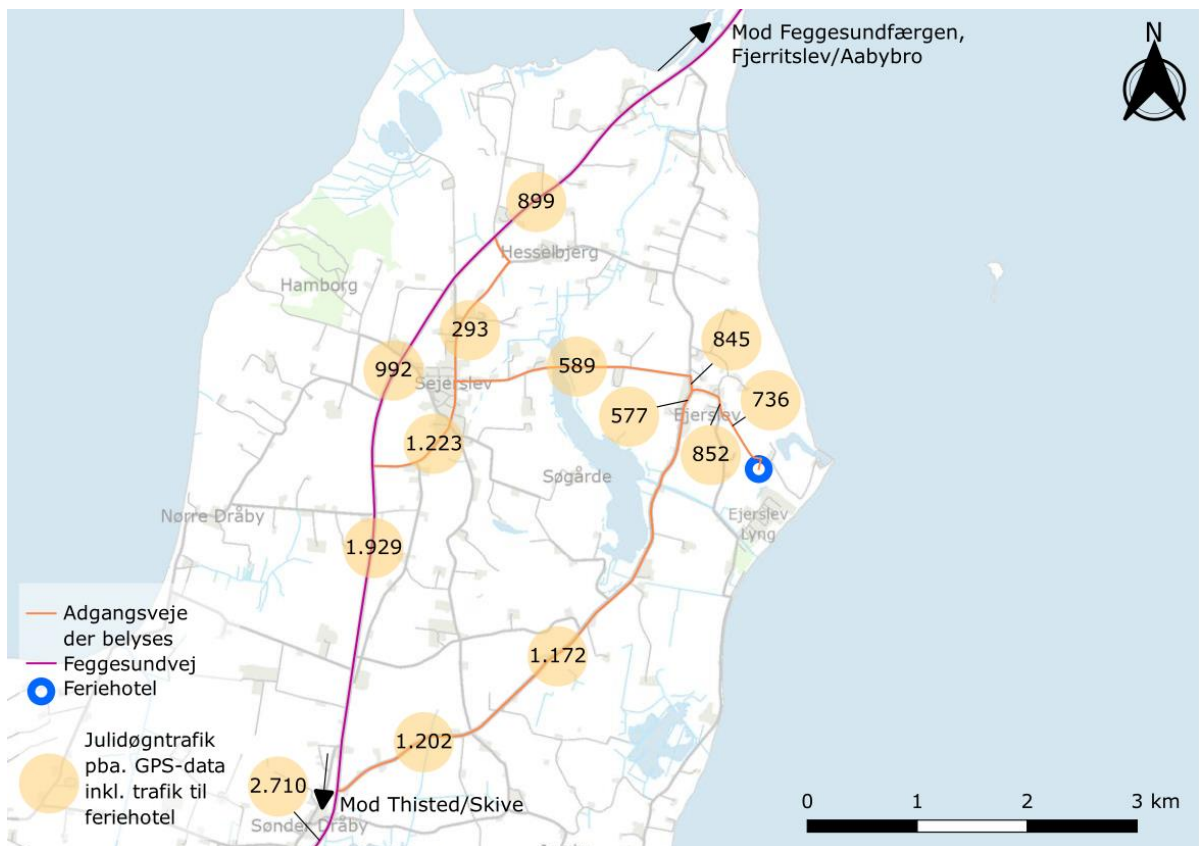 Mod Feggesundfærgen,
Fjerritslev/Aabybro
N
899
Hesselbjerg
Hamborg
293
845
992
589
Sejerslev
736
577
Ejerslev
1.223
852
Søgårde
Ejerslev
Lyng
Nørre Dråby
1.929
Adgangsveje
der belyses
Feggesundvej
Feriehotel
1.172
Julidøgntrafik
pba. GPS-data
inkl. trafik til
feriehotel
1.202
2.710
Mod Thisted/Skive
Sønder Dråby
0 1 2 3 km